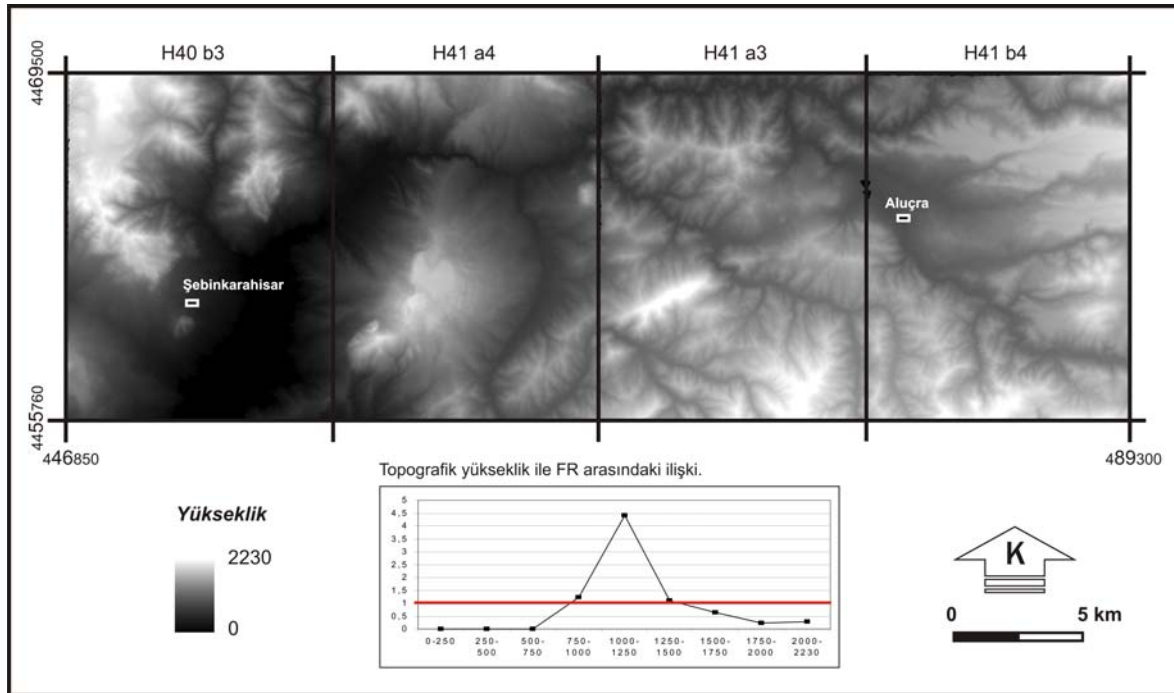 H40 b3
H41 a4
H41 a3
H41 b4
4469500
Aluçra
Şebinkarahisar
4455760
446850
489300
Topografik yükseklik ile FR arasındaki ilişki.
Yükseklik
2230
0
5
4,5
4
3,5
3
2,5
2
1,5
1
0,5
0
0-250
250-500
500-750
750-1000
1000-1250
1250-1500
1500-1750
1750-2000
2000-2230
K
0
5 km